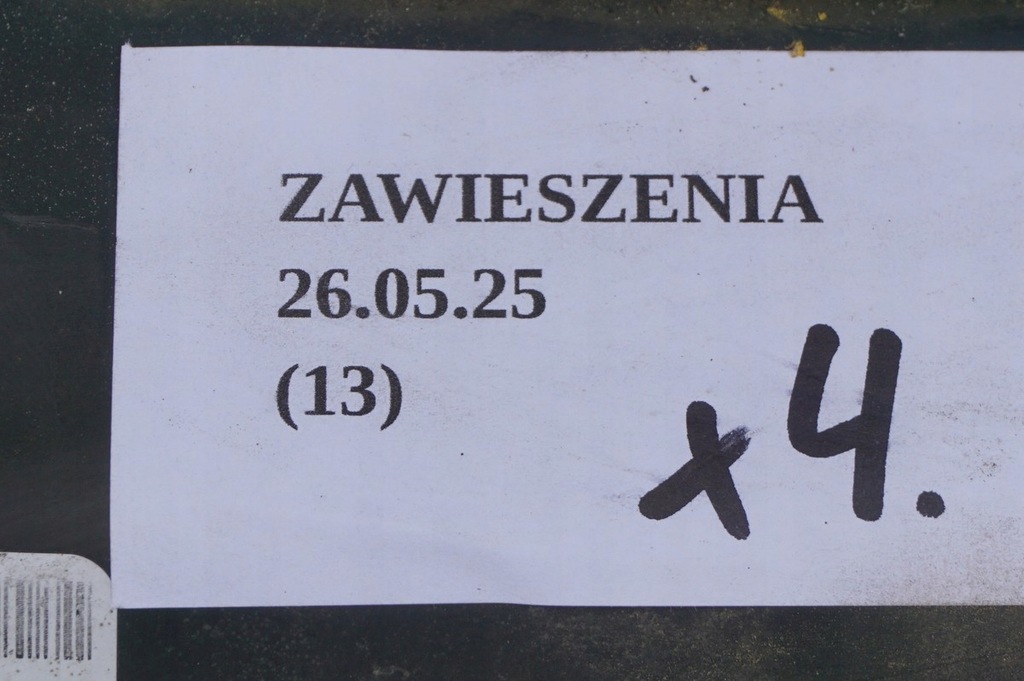 ZAWIESZENIA
26.05.25
(13)
x4.